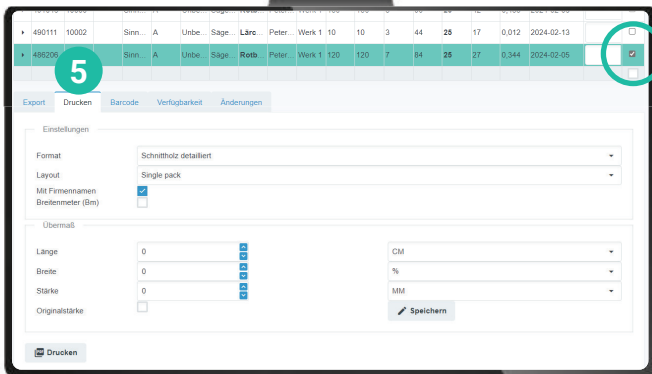 490111 10002 Sinn... A Unbe... Säge... Lärc... Peter... Werk 1 10 10 3 44 25 17 0,012 2024-02-13
486206 Sinn... A Unbe... Säge... Rotb... Peter... Werk 1 120 120 7 84 25 27 0,344 2024-02-05
5
Export Drucken Barcode Verfügbarkeit Änderungen
Einstellungen
Format Schnittholz detailliert
Layout Single pack
Mit Firmennamen
Breitenmeter (Bm)
Übermaß
Länge 0 CM
Breite 0 %
Stärke 0 MM
Originalstärke Speichern
Drucken